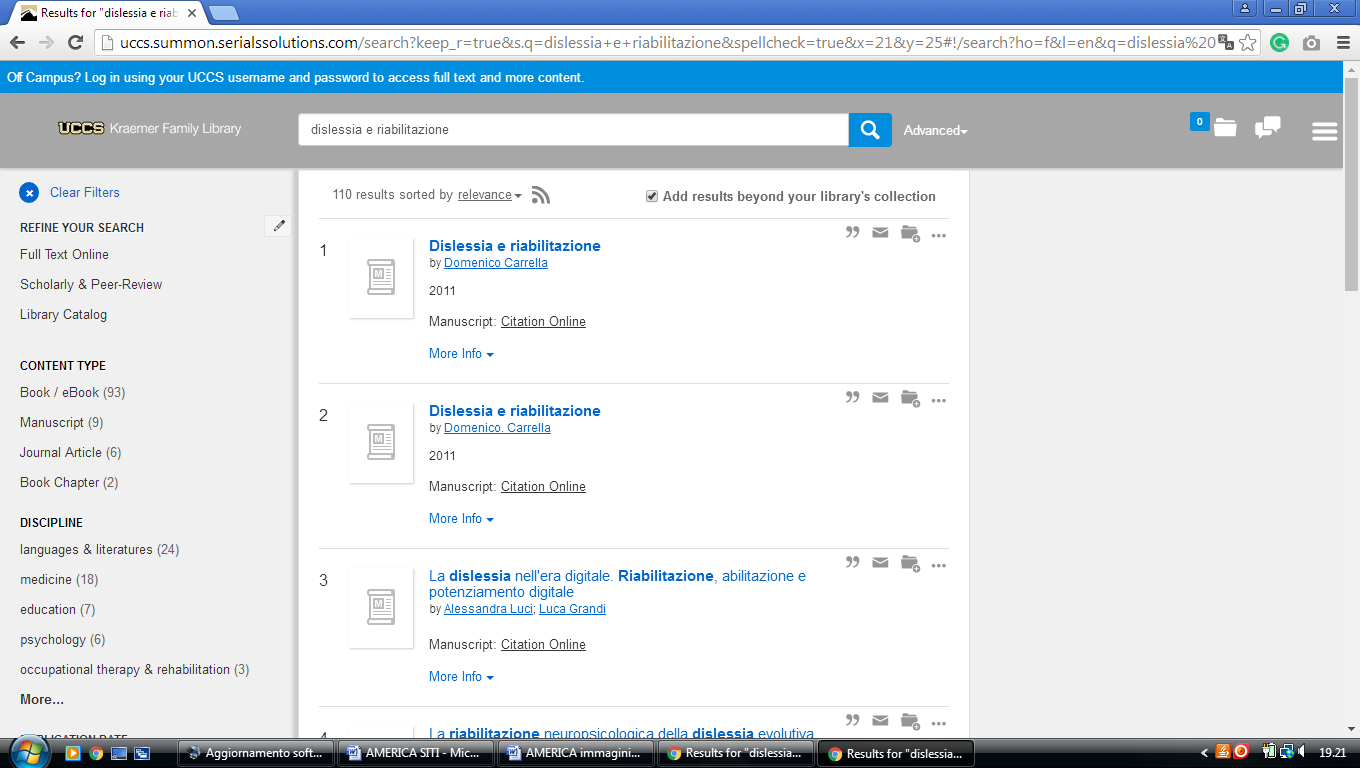 Results for "dislessia e riab
uccs.summon.serialssolutions.com/search?keep_r=true&s.q=dislessia+e+riabilitazione&spellcheck=true&x=21&y=25#!/search?ho=f&l=en&q=dislessia%20
Off Campus? Log in using your UCCS username and password to access full text and more content.
UCCS Kraemer Family Library
dislessia e riabilitazione
Advanced
0
Clear Filters
REFINE YOUR SEARCH
Full Text Online
Scholarly & Peer-Review
Library Catalog
CONTENT TYPE
Book / eBook (93)
Manuscript (9)
Journal Article (6)
Book Chapter (2)
DISCIPLINE
languages & literatures (24)
medicine (18)
education (7)
psychology (6)
occupational therapy & rehabilitation (3)
More...
110 results sorted by relevance
Add results beyond your library's collection
1
Dislessia e riabilitazione
by Domenico Carrella
2011
Manuscript: Citation Online
More Info
2
Dislessia e riabilitazione
by Domenico. Carrella
2011
Manuscript: Citation Online
More Info
3
La dislessia nell'era digitale. Riabilitazione, abilitazione e
potenziamento digitale
by Alessandra Luci; Luca Grandi
Manuscript: Citation Online
More Info
La riabilitazione neuropsicologica della dislessia evolutiva
Aggiornamento soft...
AMERICA SITI - Mic...
AMERICA immagini...
Results for "dislessia...
Results for "dislessia...
19.21